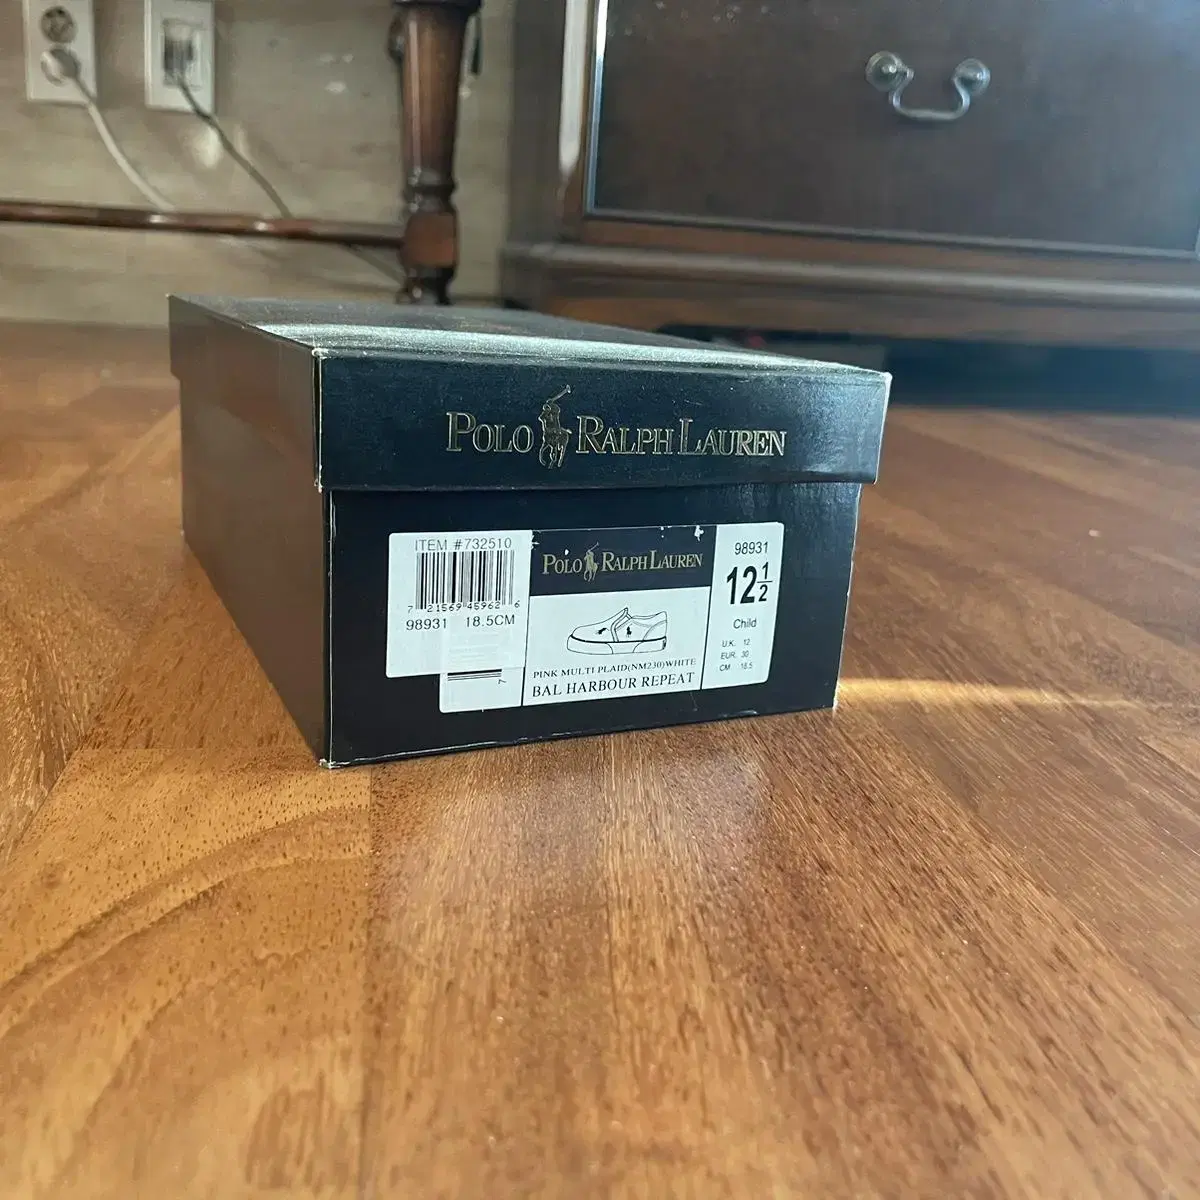 POLO RALPH LAUREN
ITEM #732510
7 21569 45962 6
98931 18.5CM
7
POLO RALPH LAUREN
PINK MULTI PLAID(NM230)WHITE
BAL HARBOUR REPEAT
98931
12 1/2
Child
U.K. 12
EUR. 30
CM 18.5